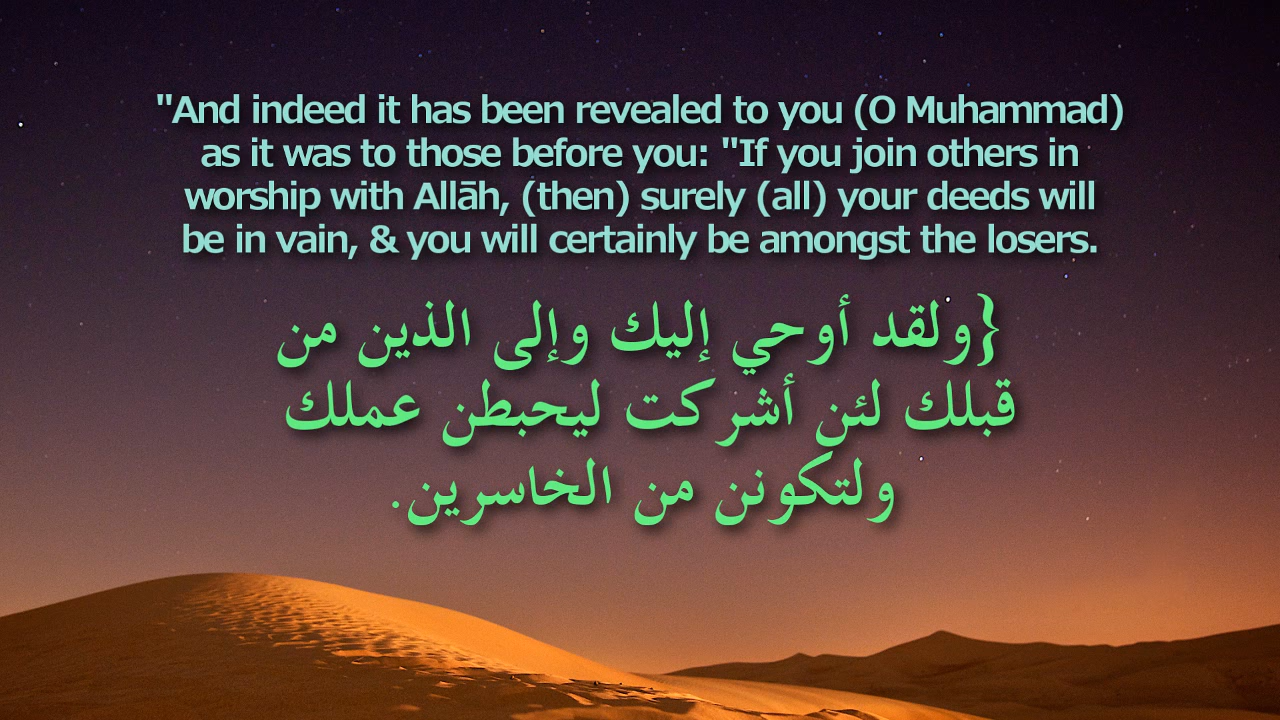 "And indeed it has been revealed to you (O Muhammad)
as it was to those before you: "If you join others in
worship with Allāh, (then) surely (all) your deeds will
be in vain, & you will certainly be amongst the losers.
{ولقد أوحي إليك وإلى الذين من
قبلك لئن أشركت ليحبطن عملك
ولتكونن من الخاسرين.